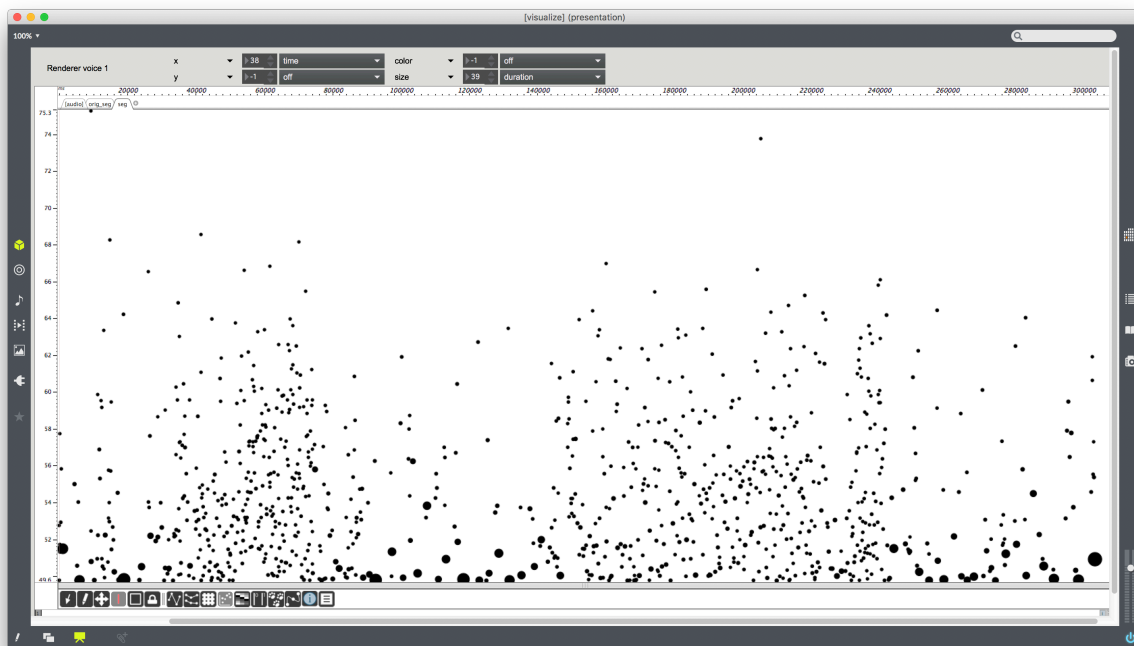 [visualize] (presentation)
100%
x 38 time color -1 off
Renderer voice 1
y -1 off size 39 duration
20000 40000 60000 80000 100000 120000 140000 160000 180000 200000 220000 240000 260000 280000 300000
[audio] orig_seg seg
75.3
74
72
70
68
66
64
62
60
58
56
54
52
49.6